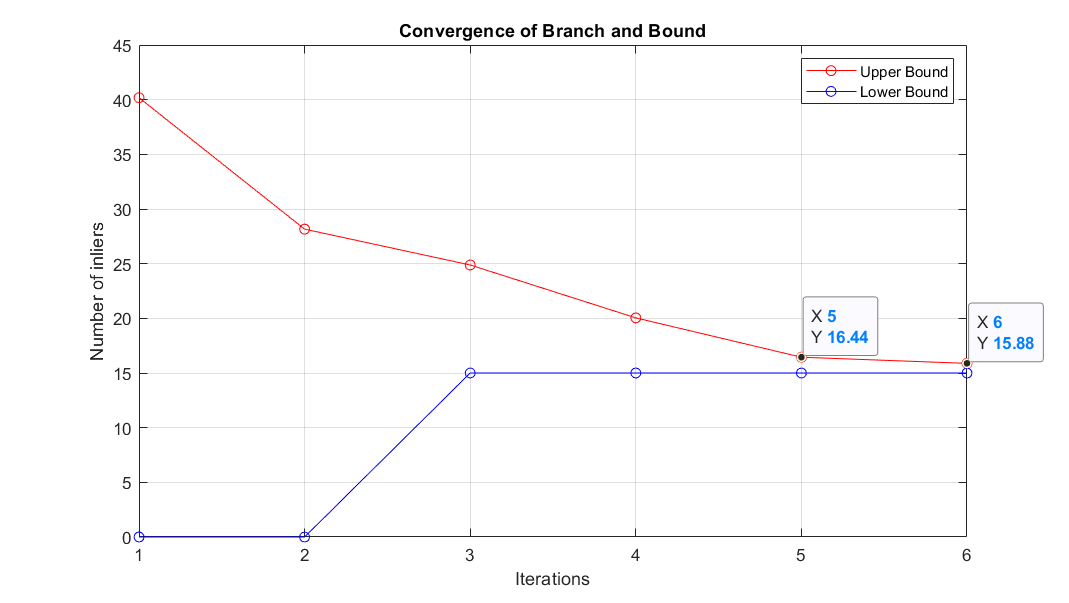 Convergence of Branch and Bound
45
40
35
30
25
20
15
10
5
0
Number of inliers
Upper Bound
Lower Bound
X 5
Y 16.44
X 6
Y 15.88
1 2 3 4 5 6
Iterations